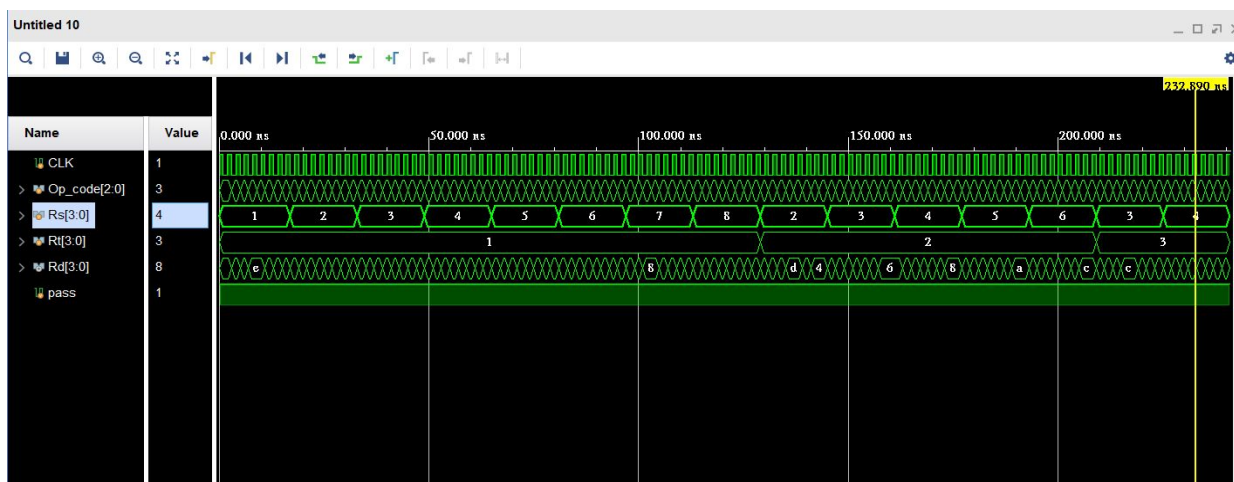 Untitled 10
232.890 ns
Name Value 0.000 ns 50.000 ns 100.000 ns 150.000 ns 200.000 ns
CLK 1
Op_code[2:0] 3
Rs[3:0] 4 1 2 3 4 5 6 7 8 2 3 4 5 6 3 4
Rt[3:0] 3 1 2 3
Rd[3:0] 8 e 8 d 4 6 8 a c c
pass 1